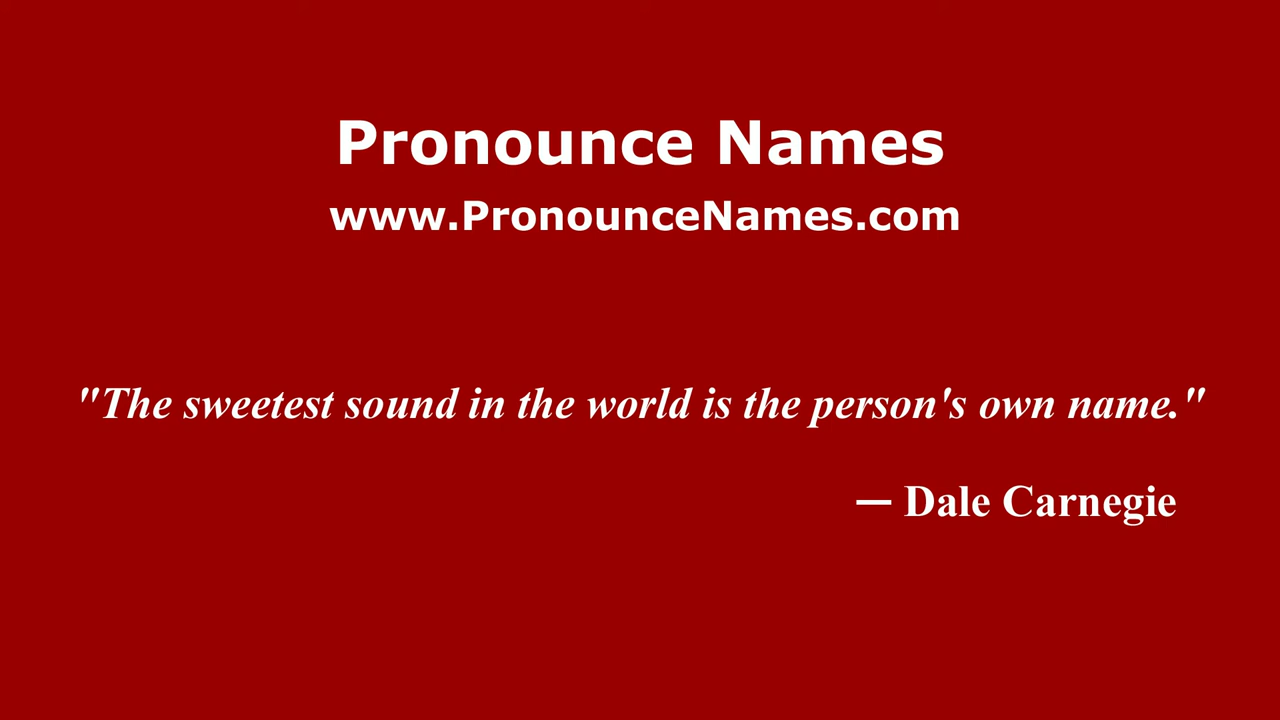 Pronounce Names
www.PronounceNames.com
"The sweetest sound in the world is the person's own name."
— Dale Carnegie